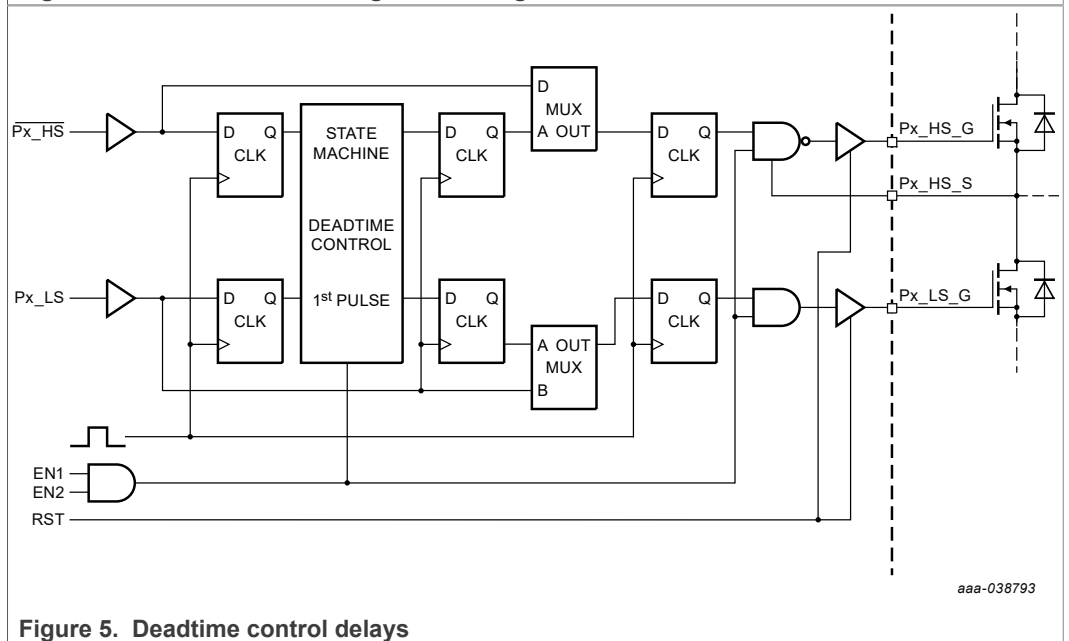 D
MUX
Px_HS
D Q
STATE
D Q
A OUT
D Q
Px_HS_G
CLK
MACHINE
CLK
CLK
Px_HS_S
DEADTIME
CONTROL
Px_LS
D Q
1st PULSE
D Q
D Q
Px_LS_G
CLK
CLK
A OUT
CLK
MUX
B
EN1
EN2
RST
aaa-038793
Figure 5. Deadtime control delays